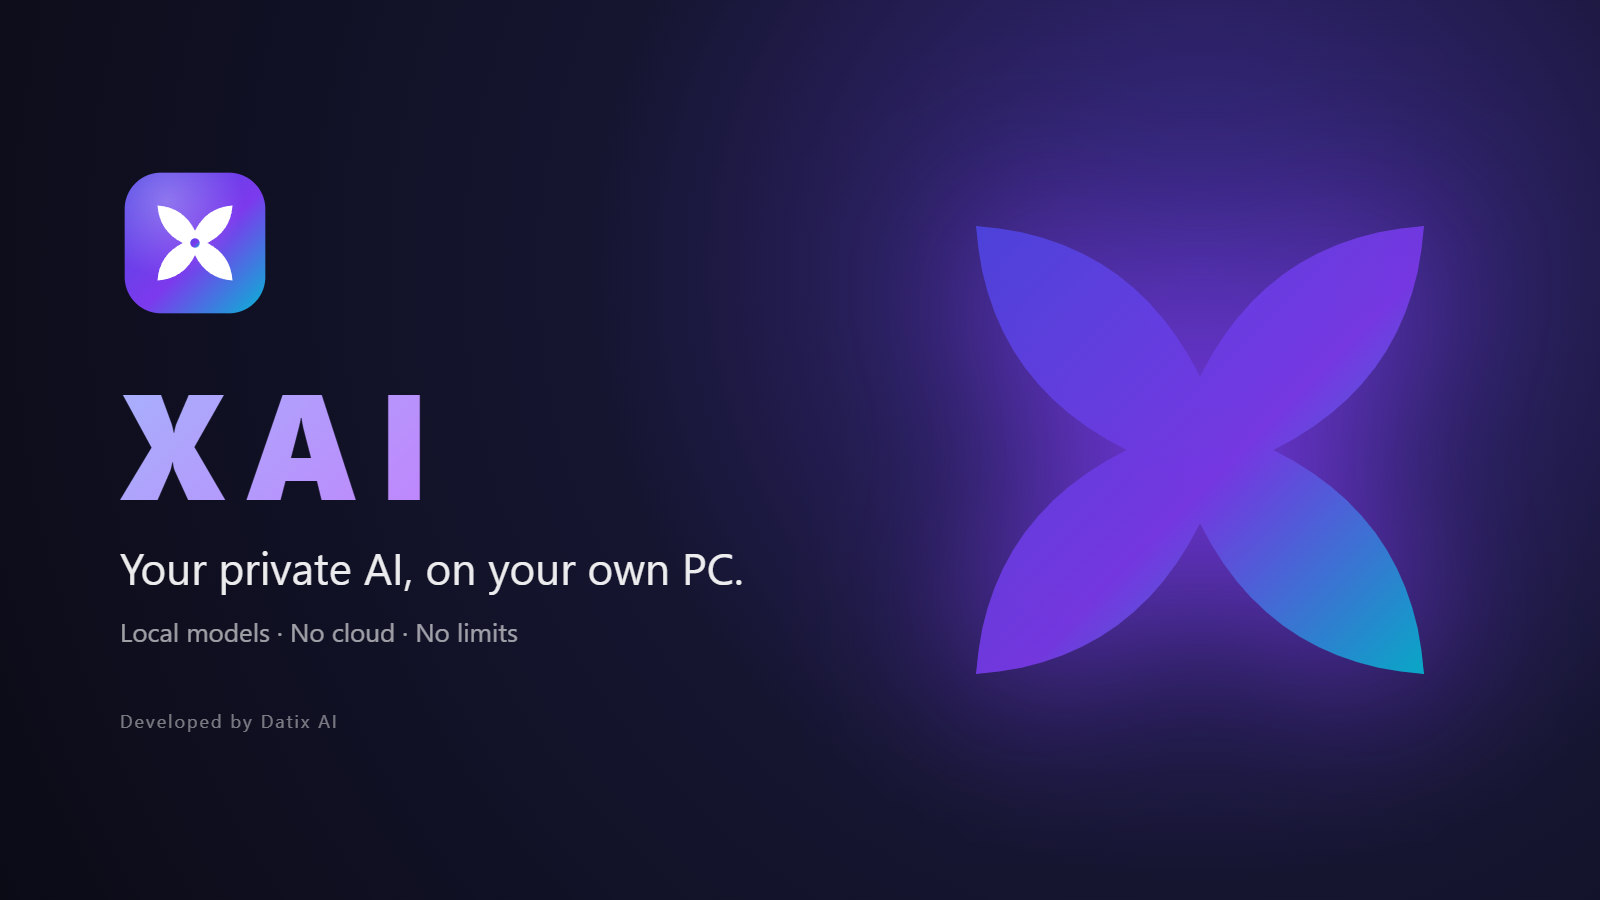 XAI
Your private AI, on your own PC.
Local models · No cloud · No limits
Developed by Datix AI